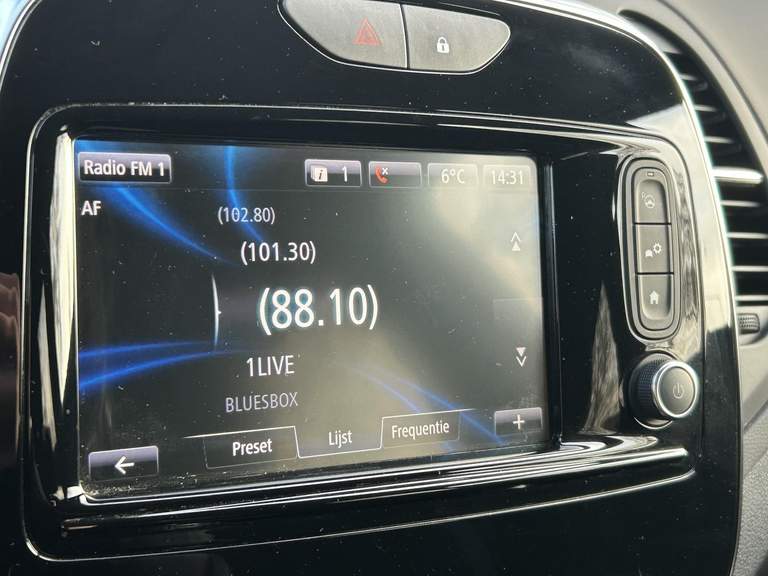 Radio FM 1
1
6°C
14:31
AF
(102.80)
(101.30)
(88.10)
1LIVE
BLUESBOX
Preset
Lijst
Frequentie
+